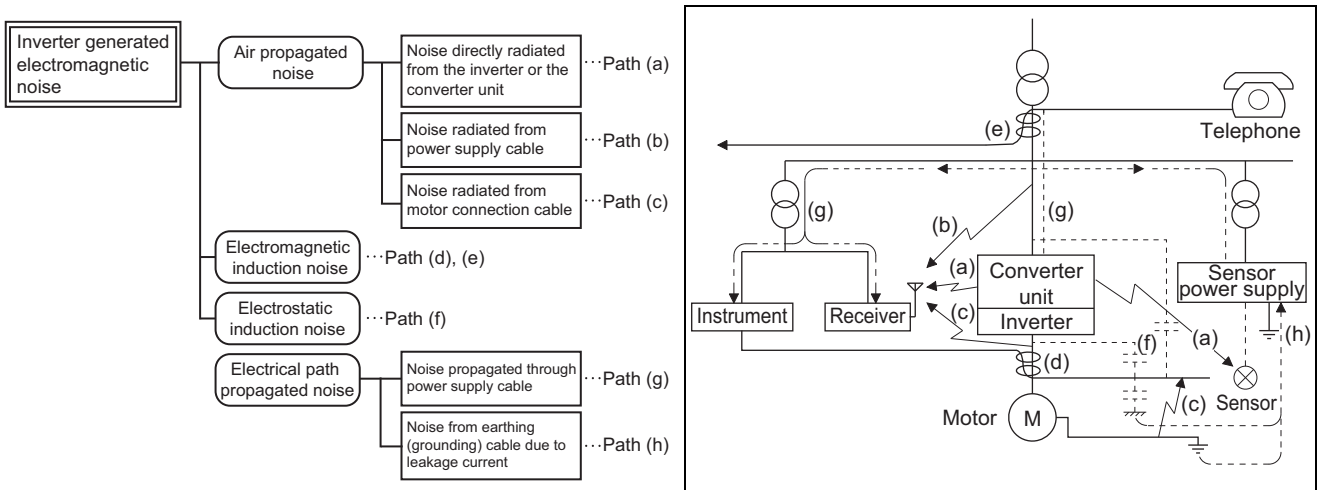 Inverter generated
electromagnetic
noise
Air propagated
noise
Noise directly radiated
from the inverter or the
converter unit
···Path (a)
Noise radiated from
power supply cable
···Path (b)
Noise radiated from
motor connection cable
···Path (c)
Electromagnetic
induction noise
···Path (d), (e)
Electrostatic
induction noise
···Path (f)
Electrical path
propagated noise
Noise propagated through
power supply cable
···Path (g)
Noise from earthing
(grounding) cable due to
leakage current
···Path (h)
(e)
Telephone
(g)
(g)
(b)
(a)
Converter
unit
Inverter
Sensor
power supply
Instrument
Receiver
(c)
(f)
(a)
(h)
(d)
(c)
Sensor
Motor
M